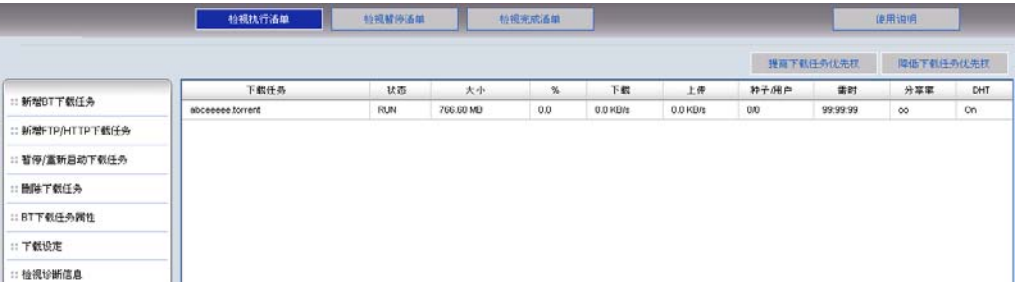 检视执行清单 检视暂停清单 检视完成清单 使用说明
提高下载任务优先权 降低下载任务优先权
新增BT下载任务
新增FTP/HTTP下载任务
暂停/重新启动下载任务
删除下载任务
BT下载任务属性
下载设定
检视诊断信息
下载任务 状态 大小 % 下载 上传 种子/用户 需时 分享率 DHT
abceeeee.torrent RUN 766.60 MB 0.0 0.0 KB/s 0.0 KB/s 0/0 99:99:99 oo On